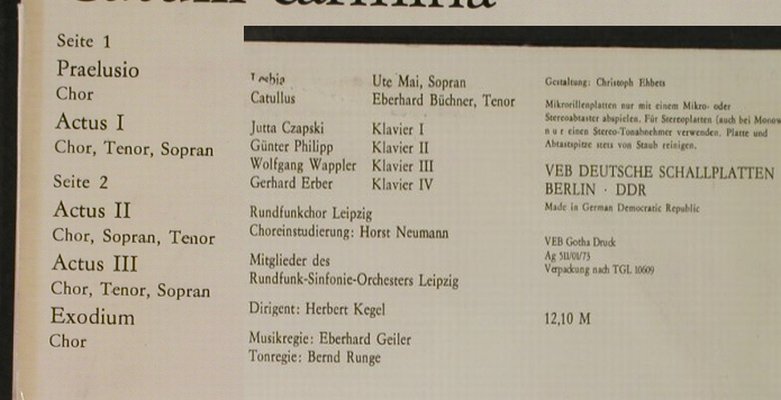 Catulli carmina
Seite 1
Praelusio
Chor
Actus I
Chor, Tenor, Sopran
Seite 2
Actus II
Chor, Sopran, Tenor
Actus III
Chor, Tenor, Sopran
Exodium
Chor
Lesbia Ute Mai, Sopran
Catullus Eberhard Büchner, Tenor
Jutta Czapski Klavier I
Günter Philipp Klavier II
Wolfgang Wappler Klavier III
Gerhard Erber Klavier IV
Rundfunkchor Leipzig
Choreinstudierung: Horst Neumann
Mitglieder des
Rundfunk-Sinfonie-Orchesters Leipzig
Dirigent: Herbert Kegel
Musikregie: Eberhard Geiler
Tonregie: Bernd Runge
Gestaltung: Christoph Ehbets
Mikrorillenplatten nur mit einem Mikro- oder
Stereoabtaster abspielen. Für Stereoplatten (auch bei Monow
nur einen Stereo-Tonabnehmer verwenden. Platte und
Abtastspitze stets von Staub reinigen.
VEB DEUTSCHE SCHALLPLATTEN
BERLIN · DDR
Made in German Democratic Republic
VEB Gotha Druck
Ag 511/01/73
Verpackung nach TGL 10609
12,10 M